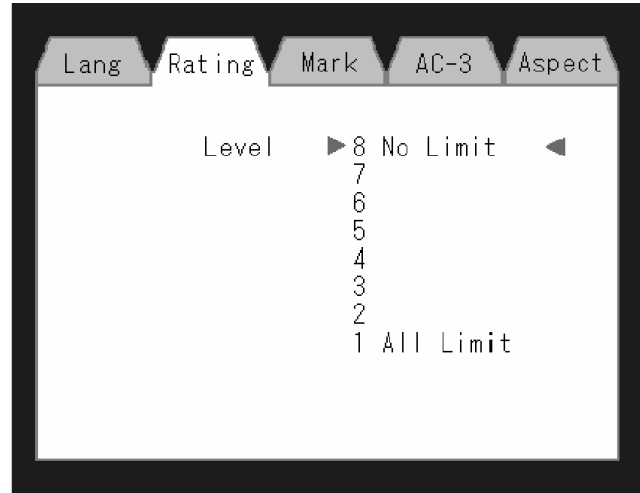 Lang Rating Mark AC-3 Aspect
Level ▶8 No Limit ◀
7
6
5
4
3
2
1 All Limit